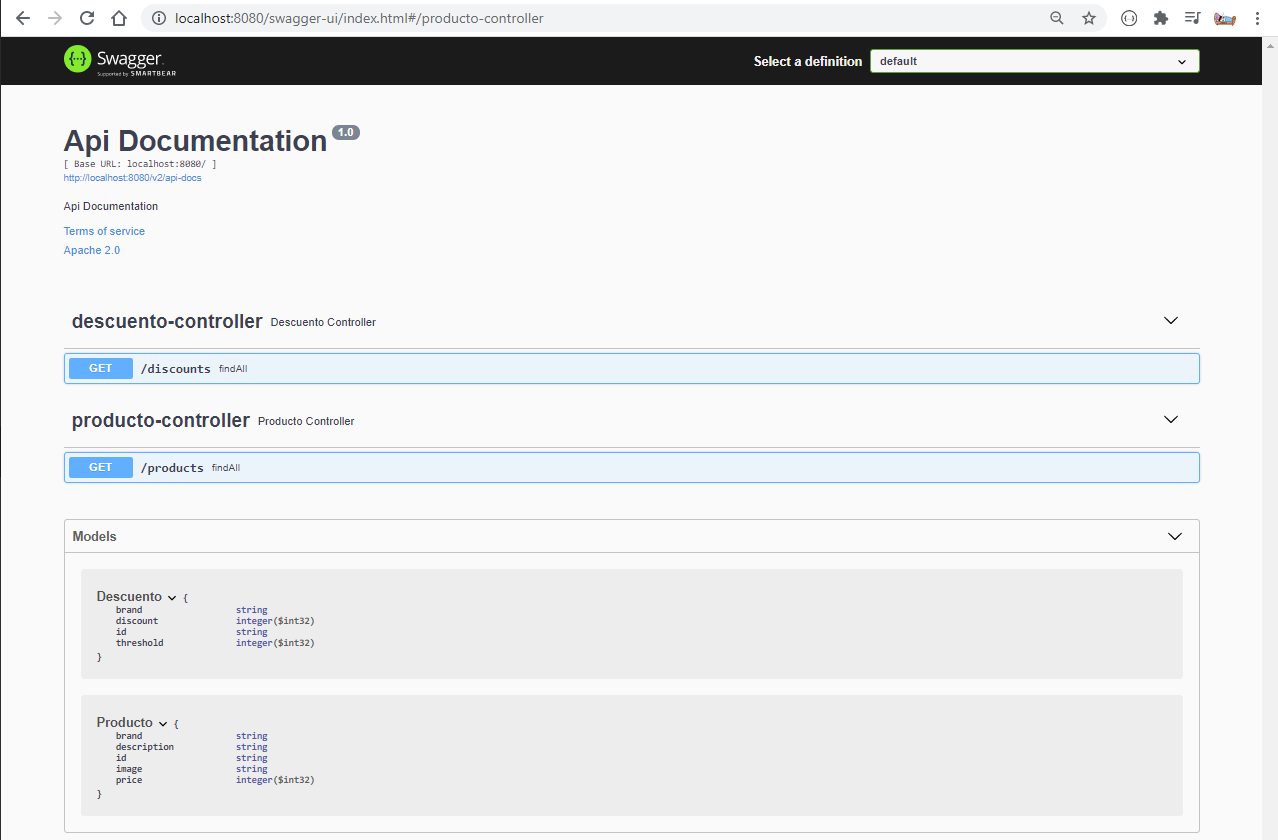 localhost:8080/swagger-ui/index.html#/producto-controller
Swagger
Supported by SMARTBEAR
Select a definition
default
Api Documentation 1.0
[ Base URL: localhost:8080/ ]
http://localhost:8080/v2/api-docs
Api Documentation
Terms of service
Apache 2.0
descuento-controller Descuento Controller
GET /discounts findAll
producto-controller Producto Controller
GET /products findAll
Models
Descuento {
brand string
discount integer($int32)
id string
threshold integer($int32)
}
Producto {
brand string
description string
id string
image string
price integer($int32)
}